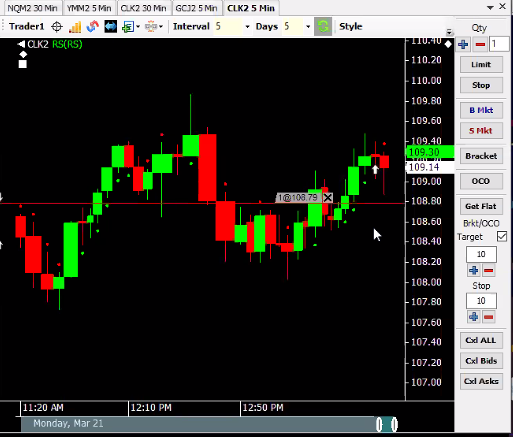 NQM2 30 Min YMM2 5 Min CLK2 30 Min GCJ2 5 Min CLK2 5 Min
Trader1 Interval 5 Days 5 Style
CLK2 RS(RS)
110.40
110.20
110.00
109.80
109.60
109.40
109.30
109.14
109.00
108.80
108.60
108.40
108.20
108.00
107.80
107.60
107.40
107.20
107.00
1@108.79
11:20 AM 12:10 PM 12:50 PM
Monday, Mar 21
Qty
1
Limit
Stop
B Mkt
S Mkt
Bracket
OCO
Get Flat
Brkt/OCO
Target
10
Stop
10
Cxl ALL
Cxl Bids
Cxl Asks